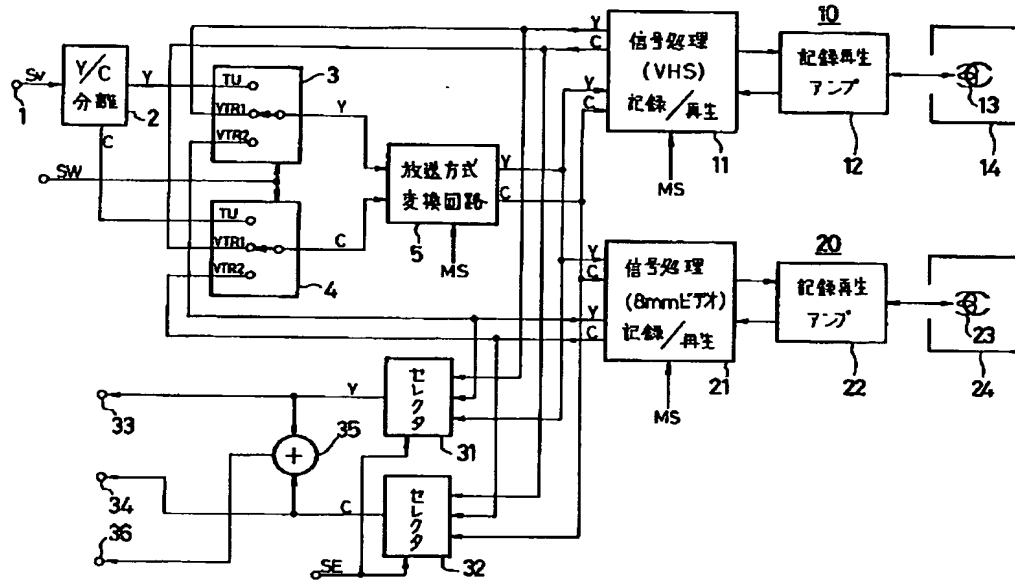 1
Sv
Y/C
分離
2
Y
C
SW
3
TU
VTR1
VTR2
Y
4
TU
VTR1
VTR2
C
放送方式
変換回路
5
MS
Y
C
Y
C
Y
C
信号処理
(VHS)
記録/再生
11
MS
10
記録再生
アンプ
12
13
14
Y
C
Y
C
信号処理
(8mmビデオ)
記録/再生
21
MS
20
記録再生
アンプ
22
23
24
セレクタ
31
Y
33
35
+
34
セレクタ
32
C
36
SE